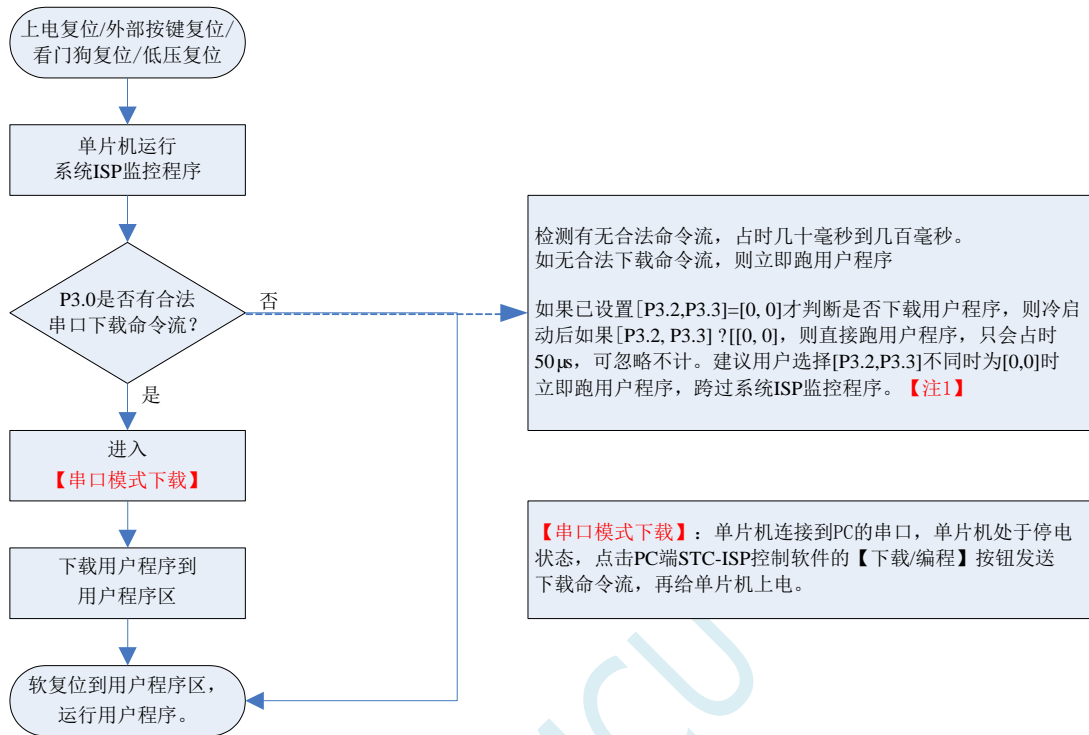 上电复位/外部按键复位/
看门狗复位/低压复位
单片机运行
系统ISP监控程序
P3.0是否有合法
串口下载命令流?
否
是
进入
【串口模式下载】
下载用户程序到
用户程序区
软复位到用户程序区,
运行用户程序。
检测有无合法命令流,占时几十毫秒到几百毫秒。
如无合法下载命令流,则立即跑用户程序
如果已设置[P3.2,P3.3]=[0, 0]才判断是否下载用户程序,则冷启
动后如果[P3.2, P3.3] ?[[0, 0],则直接跑用户程序,只会占时
50μs,可忽略不计。建议用户选择[P3.2,P3.3]不同时为[0,0]时
立即跑用户程序,跨过系统ISP监控程序。【注1】
【串口模式下载】:单片机连接到PC的串口,单片机处于停电
状态,点击PC端STC-ISP控制软件的【下载/编程】按钮发送
下载命令流,再给单片机上电。
MCU